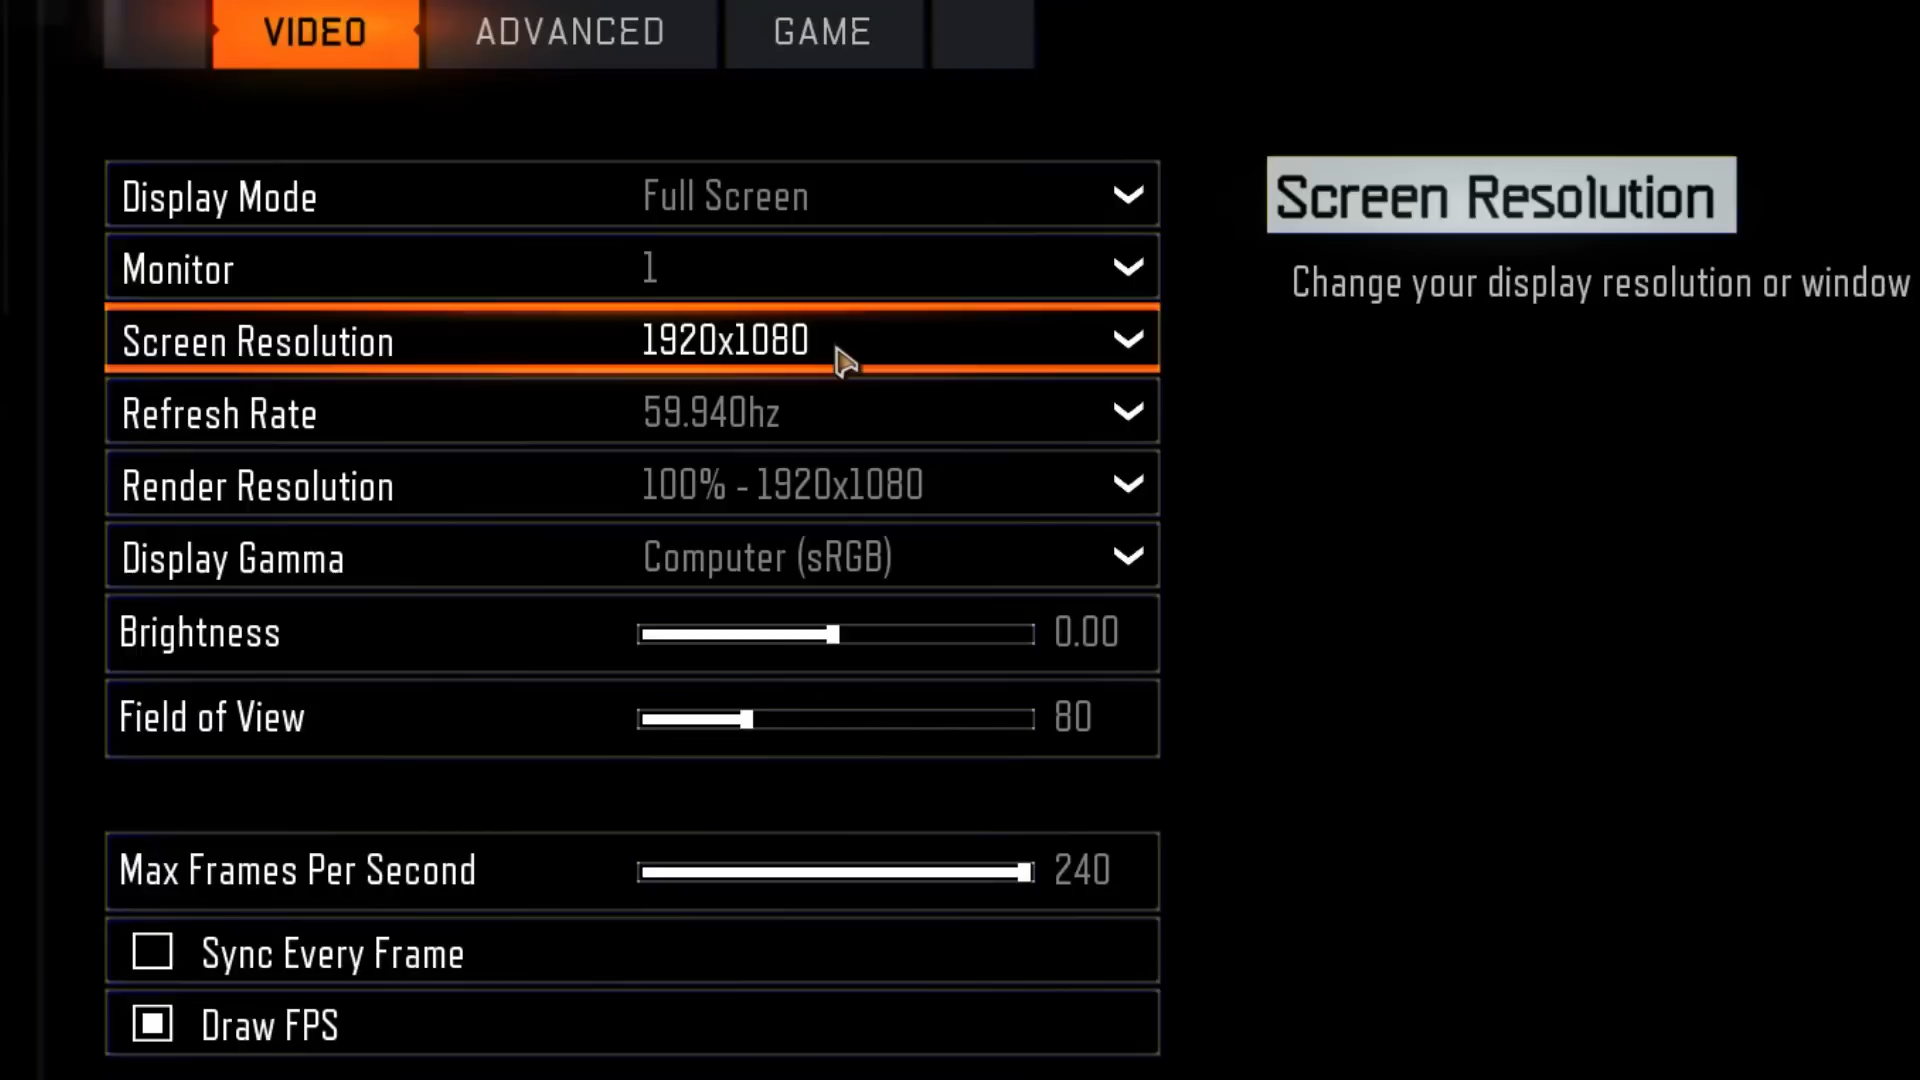 VIDEO ADVANCED GAME
Display Mode Full Screen
Monitor 1
Screen Resolution 1920x1080
Refresh Rate 59.940hz
Render Resolution 100% - 1920x1080
Display Gamma Computer (sRGB)
Brightness 0.00
Field of View 80
Max Frames Per Second 240
Sync Every Frame
Draw FPS
Screen Resolution
Change your display resolution or window